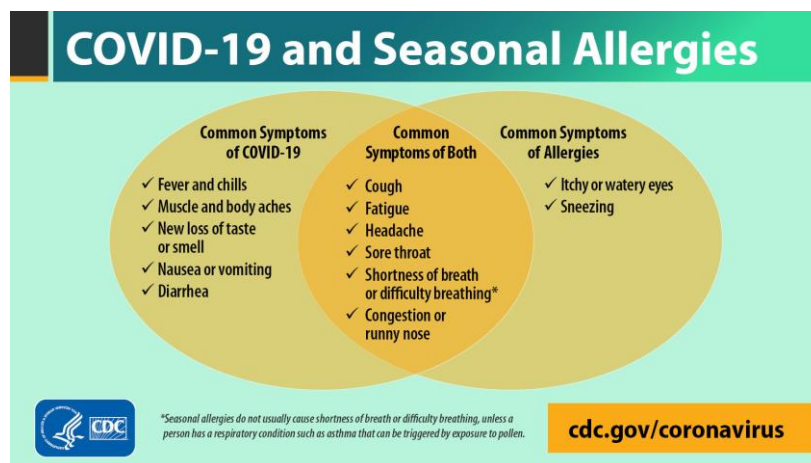 COVID-19 and Seasonal Allergies
Common Symptoms
of COVID-19
✓ Fever and chills
✓ Muscle and body aches
✓ New loss of taste
or smell
✓ Nausea or vomiting
✓ Diarrhea
Common
Symptoms of Both
✓ Cough
✓ Fatigue
✓ Headache
✓ Sore throat
✓ Shortness of breath
or difficulty breathing*
✓ Congestion or
runny nose
Common Symptoms
of Allergies
✓ Itchy or watery eyes
✓ Sneezing
CDC
*Seasonal allergies do not usually cause shortness of breath or difficulty breathing, unless a
person has a respiratory condition such as asthma that can be triggered by exposure to pollen.
cdc.gov/coronavirus